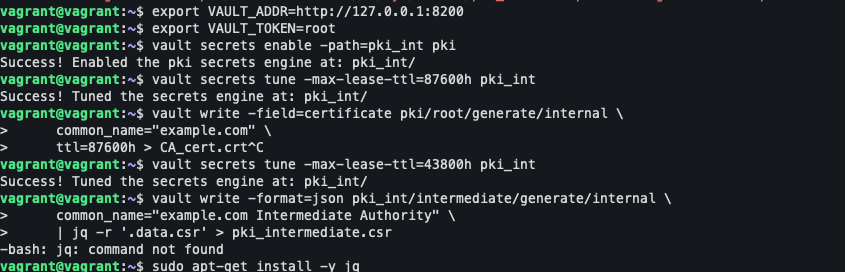 vagrant@vagrant:~$ export VAULT_ADDR=http://127.0.0.1:8200
vagrant@vagrant:~$ export VAULT_TOKEN=root
vagrant@vagrant:~$ vault secrets enable -path=pki_int pki
Success! Enabled the pki secrets engine at: pki_int/
vagrant@vagrant:~$ vault secrets tune -max-lease-ttl=87600h pki_int
Success! Tuned the secrets engine at: pki_int/
vagrant@vagrant:~$ vault write -field=certificate pki/root/generate/internal \
>      common_name="example.com" \
>      ttl=87600h > CA_cert.crt^C
vagrant@vagrant:~$ vault secrets tune -max-lease-ttl=43800h pki_int
Success! Tuned the secrets engine at: pki_int/
vagrant@vagrant:~$ vault write -format=json pki_int/intermediate/generate/internal \
>      common_name="example.com Intermediate Authority" \
>      | jq -r '.data.csr' > pki_intermediate.csr
-bash: jq: command not found
vagrant@vagrant:~$ sudo apt-get install -y jq